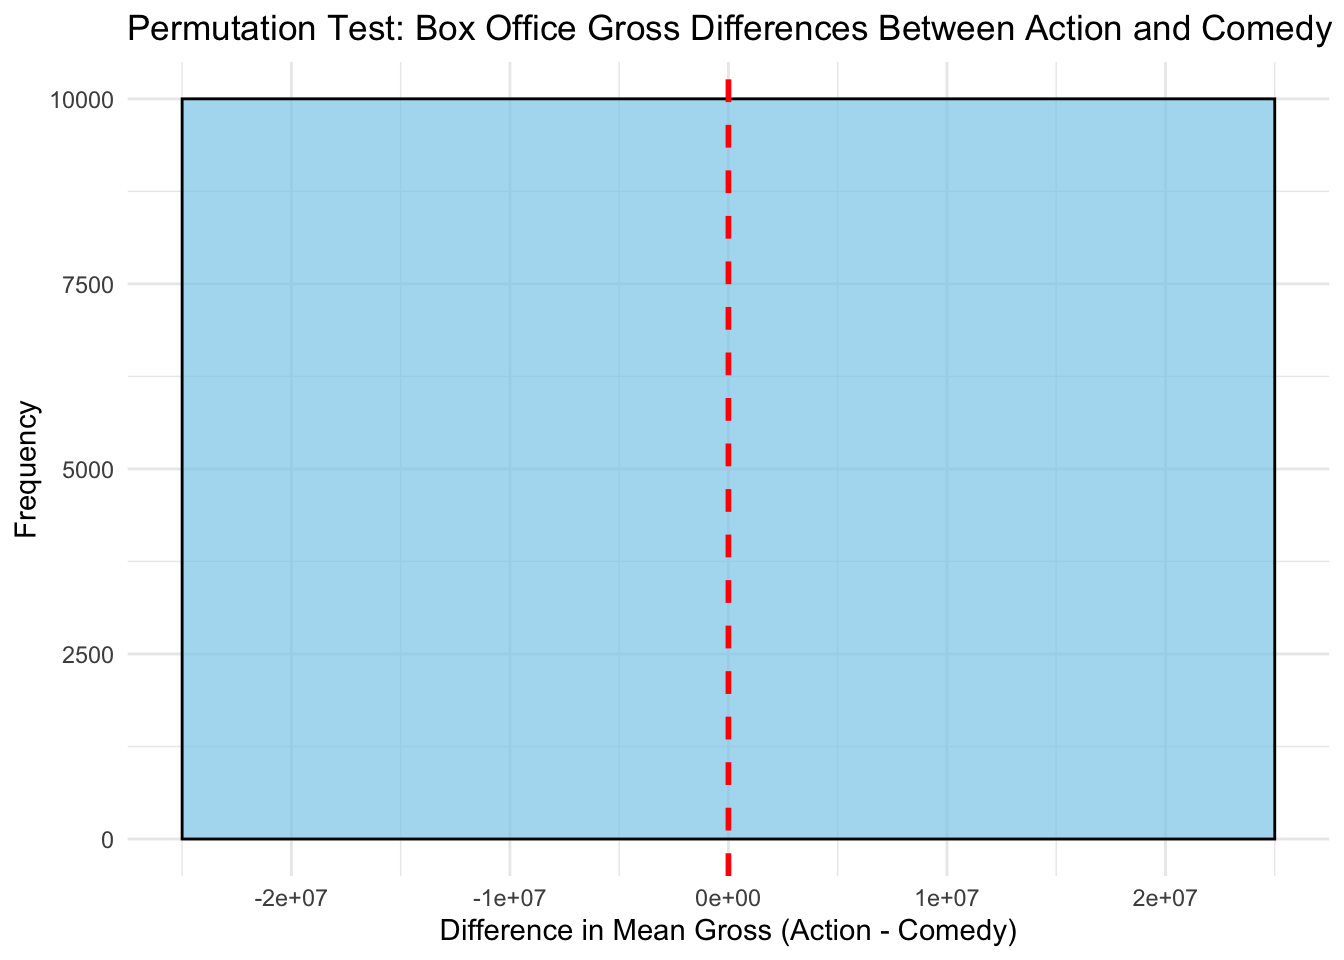 Permutation Test: Box Office Gross Differences Between Action and Comedy
10000
7500
5000
2500
0
Frequency
-2e+07
-1e+07
0e+00
1e+07
2e+07
Difference in Mean Gross (Action - Comedy)